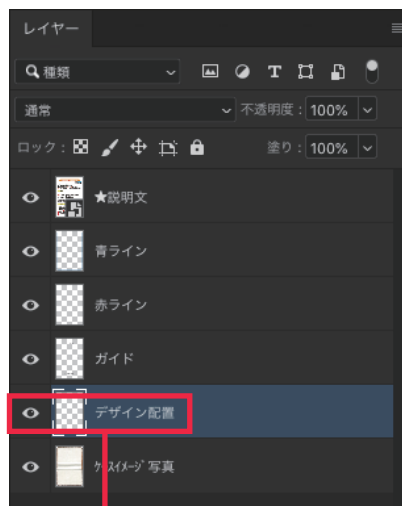 レイヤー
種類
通常 不透明度: 100%
ロック: 塗り: 100%
★説明文
青ライン
赤ライン
ガイド
デザイン配置
ｹｰｽｲﾒｰｼﾞ写真